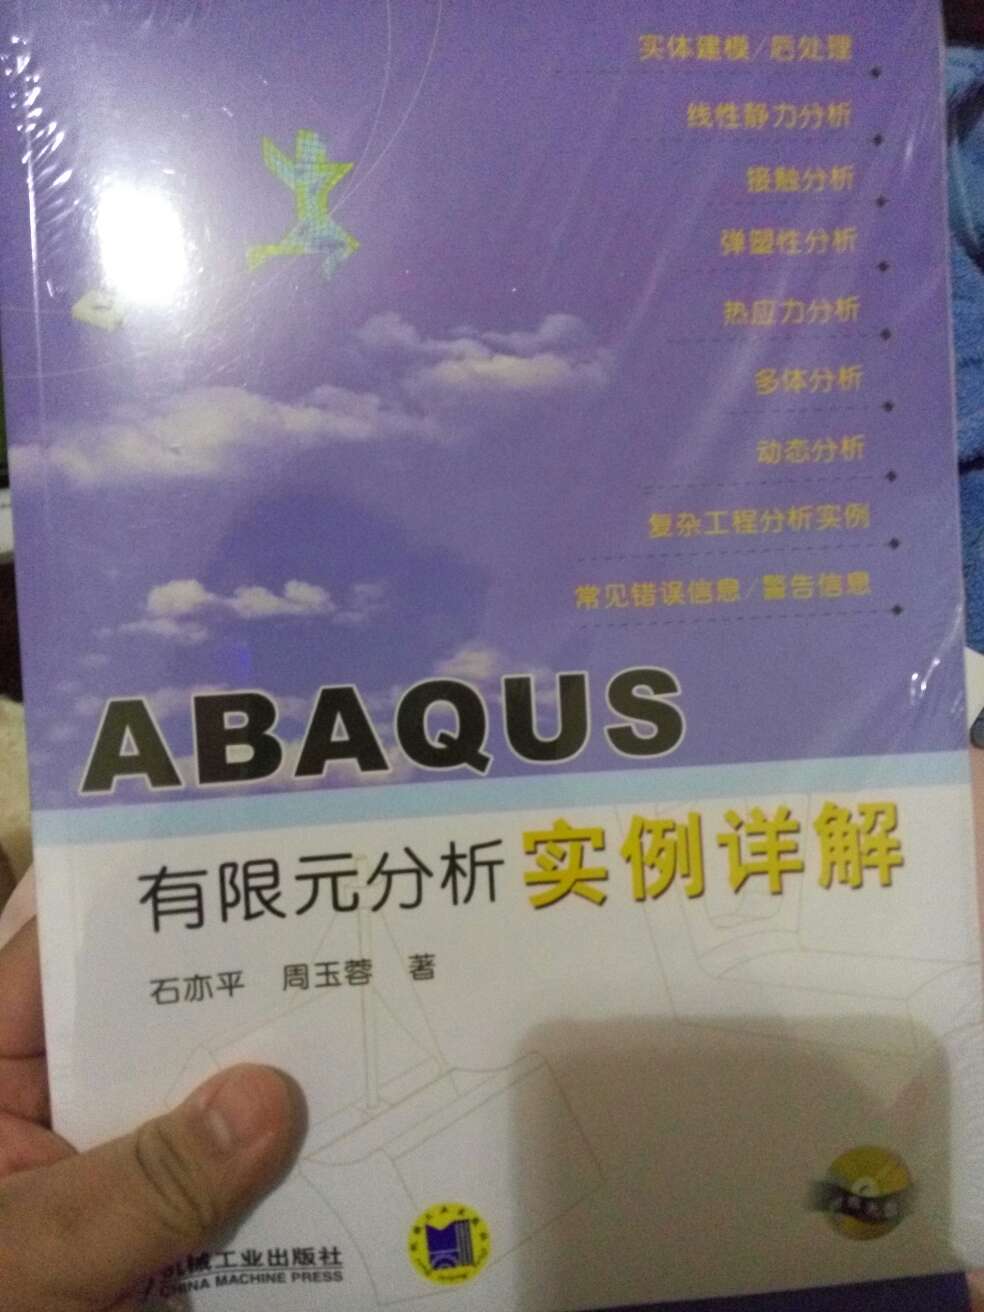 实体建模/后处理
线性静力分析
接触分析
弹塑性分析
热应力分析
多体分析
动态分析
复杂工程分析实例
常见错误信息/警告信息
ABAQUS
有限元分析 实例详解
石亦平 周玉蓉 著
机械工业出版社
CHINA MACHINE PRESS